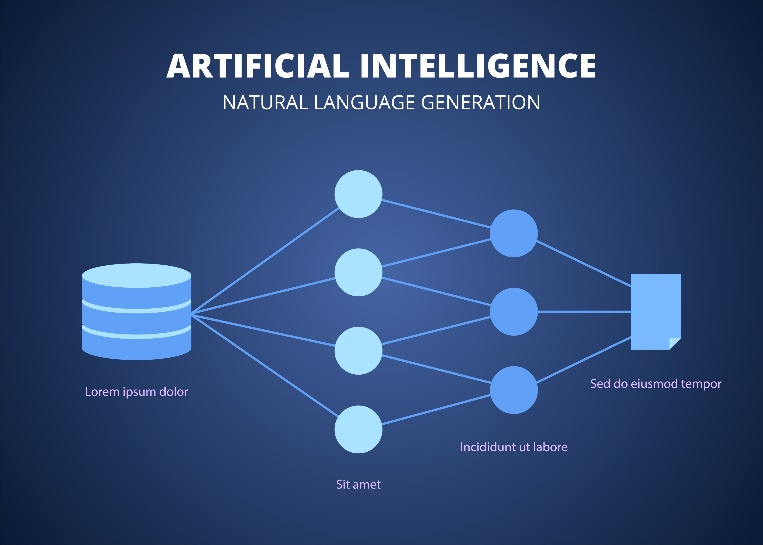 ARTIFICIAL INTELLIGENCE
NATURAL LANGUAGE GENERATION
Lorem ipsum dolor
Sit amet
Incididunt ut labore
Sed do eiusmod tempor